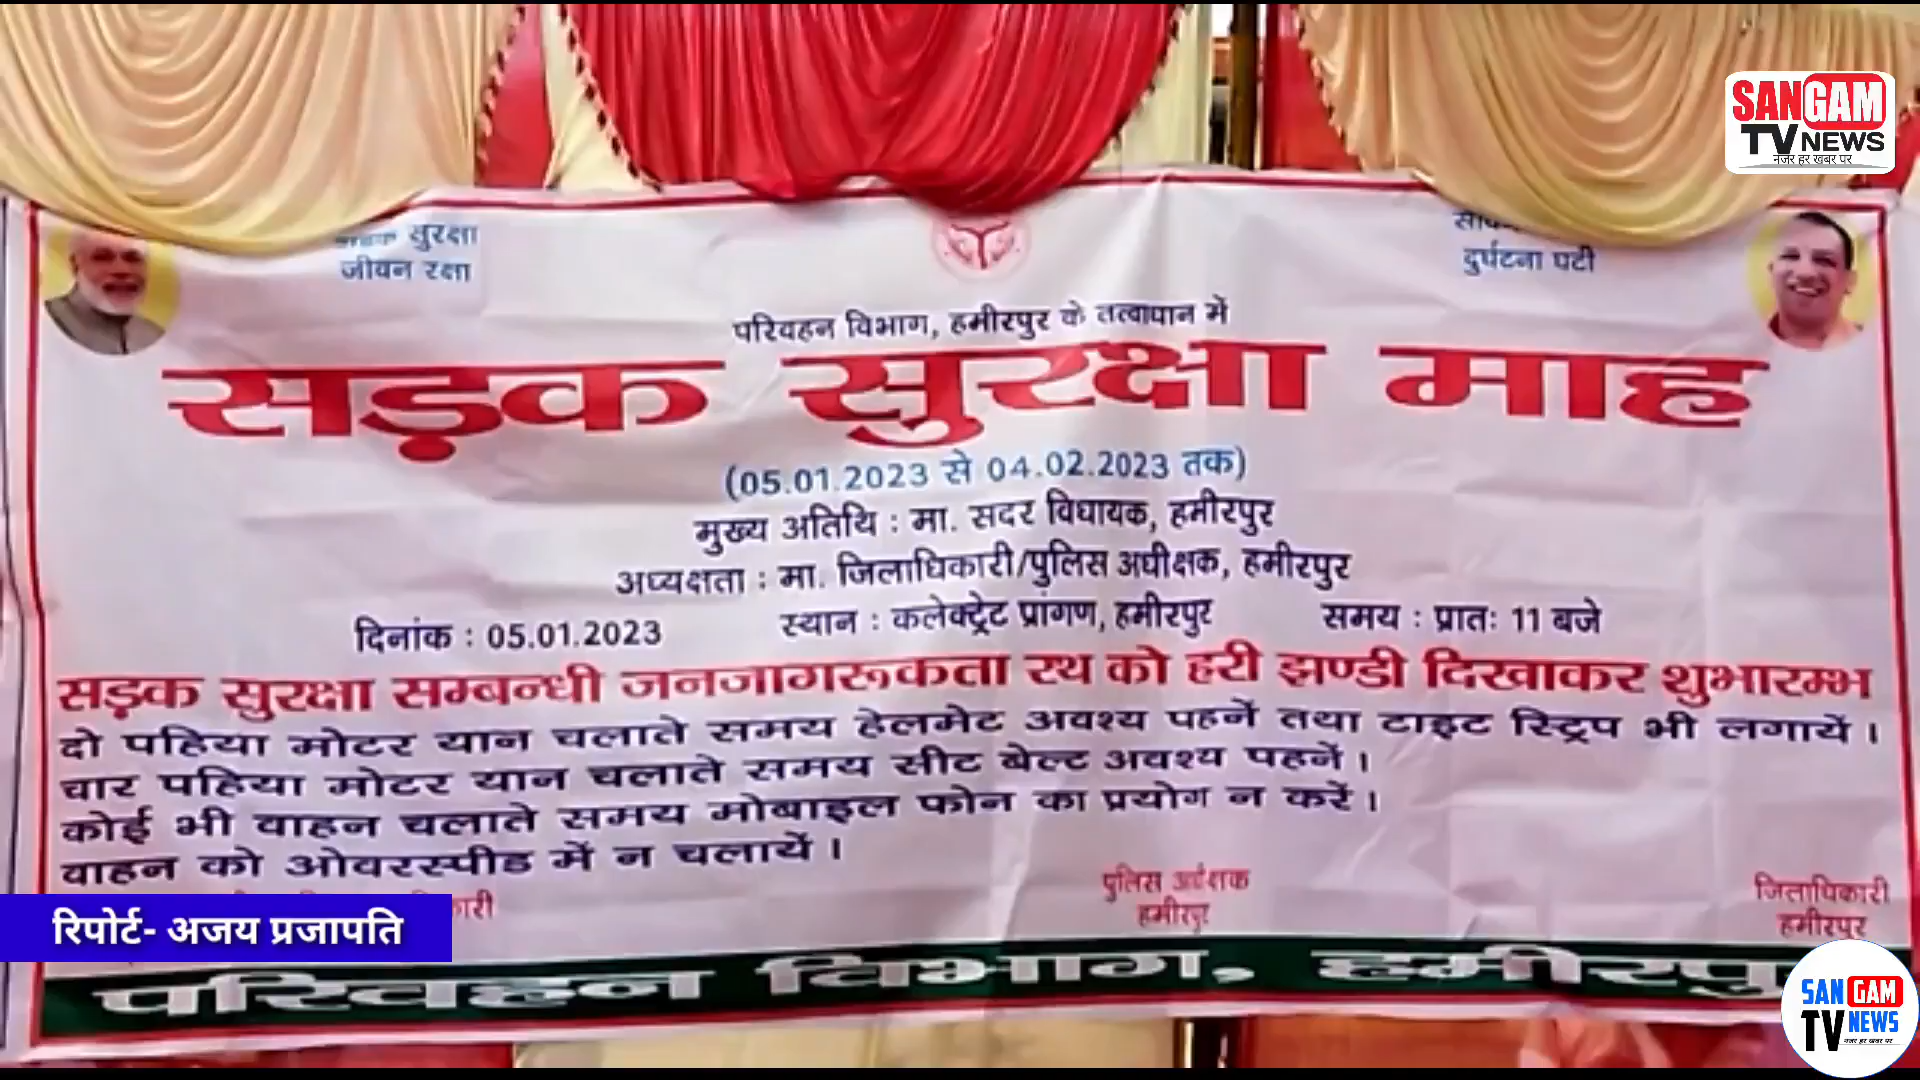 SANGAM
TV NEWS
नजर हर खबर पर
सुरक्षा
जीवन रक्षा
दुर्घटना घटी
परिवहन विभाग, हमीरपुर के तत्वाधान में
सड़क सुरक्षा माह
(05.01.2023 से 04.02.2023 तक)
मुख्य अतिथि : मा. सदर विधायक, हमीरपुर
अध्यक्षता : मा. जिलाधिकारी/पुलिस अधीक्षक, हमीरपुर
दिनांक : 05.01.2023 स्थान : कलेक्ट्रेट प्रांगण, हमीरपुर समय : प्रातः 11 बजे
सड़क सुरक्षा सम्बन्धी जनजागरूकता रथ को हरी झण्डी दिखाकर शुभारम्भ
दो पहिया मोटर यान चलाते समय हेलमेट अवश्य पहनें तथा टाइट स्ट्रिप भी लगायें।
चार पहिया मोटर यान चलाते समय सीट बेल्ट अवश्य पहनें।
कोई भी वाहन चलाते समय मोबाइल फोन का प्रयोग न करें।
वाहन को ओवरस्पीड में न चलायें।
पुलिस अधीक्षक
हमीरपुर
जिलाधिकारी
हमीरपुर
रिपोर्ट- अजय प्रजापति
परिवहन विभाग, हमीरपु
SANGAM
TV NEWS
नजर हर खबर पर